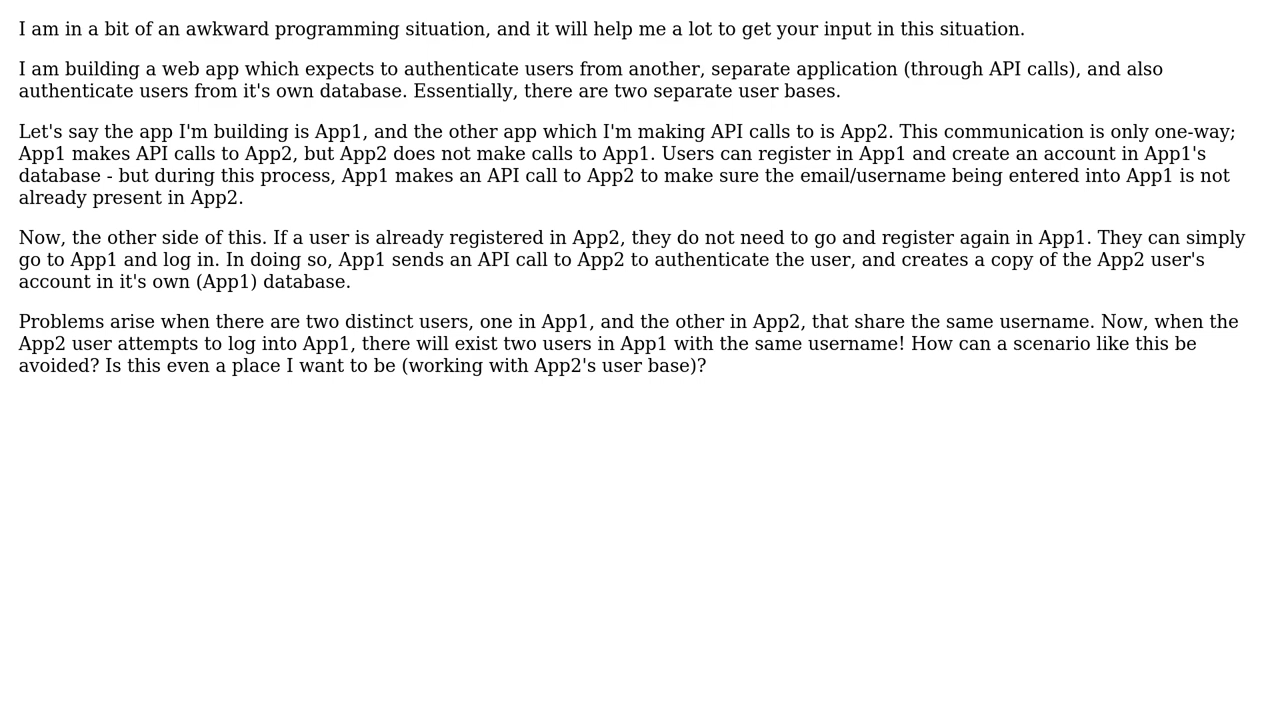 I am in a bit of an awkward programming situation, and it will help me a lot to get your input in this situation.
I am building a web app which expects to authenticate users from another, separate application (through API calls), and also
authenticate users from it's own database. Essentially, there are two separate user bases.
Let's say the app I'm building is App1, and the other app which I'm making API calls to is App2. This communication is only one-way;
App1 makes API calls to App2, but App2 does not make calls to App1. Users can register in App1 and create an account in App1's
database - but during this process, App1 makes an API call to App2 to make sure the email/username being entered into App1 is not
already present in App2.
Now, the other side of this. If a user is already registered in App2, they do not need to go and register again in App1. They can simply
go to App1 and log in. In doing so, App1 sends an API call to App2 to authenticate the user, and creates a copy of the App2 user's
account in it's own (App1) database.
Problems arise when there are two distinct users, one in App1, and the other in App2, that share the same username. Now, when the
App2 user attempts to log into App1, there will exist two users in App1 with the same username! How can a scenario like this be
avoided? Is this even a place I want to be (working with App2's user base)?